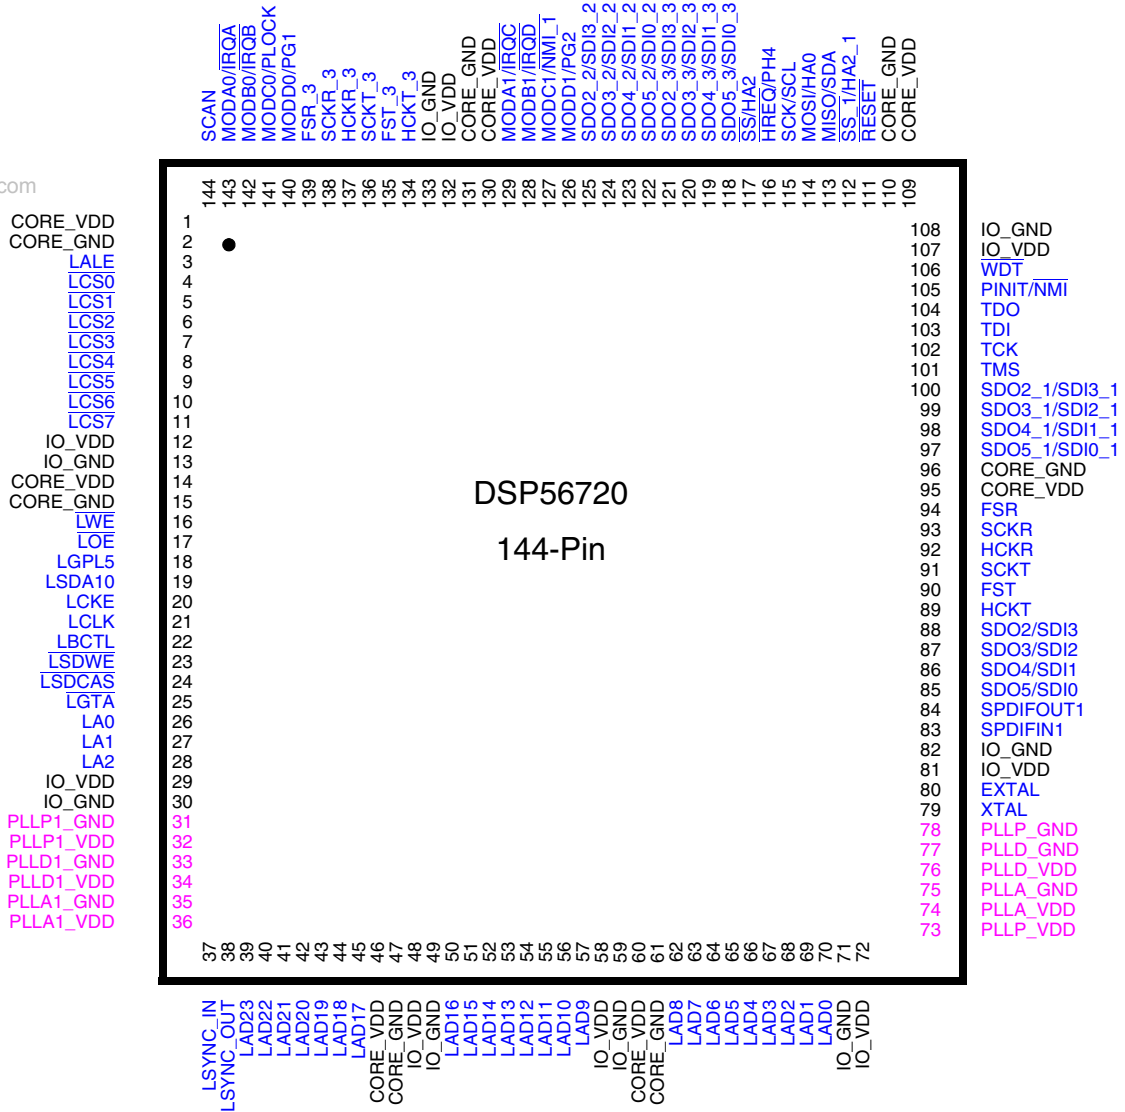 SCAN
MODA0/IRQA
MODB0/IRQB
MODC0/PLOCK
MODD0/PG1
FSR_3
SCKR_3
HCKR_3
SCKT_3
FST_3
HCKT_3
IO_GND
IO_VDD
CORE_GND
CORE_VDD
MODA1/IRQC
MODB1/IRQD
MODC1/NMI_1
MODD1/PG2
SDO2_2/SDI3_2
SDO3_2/SDI2_2
SDO4_2/SDI1_2
SDO5_2/SDI0_2
SDO2_3/SDI3_3
SDO3_3/SDI2_3
SDO4_3/SDI1_3
SDO5_3/SDI0_3
SS/HA2
HREQ/PH4
SCK/SCL
MOSI/HA0
MISO/SDA
SS_1/HA2_1
RESET
CORE_GND
CORE_VDD
144 143 142 141 140 139 138 137 136 135 134 133 132 131 130 129 128 127 126 125 124 123 122 121 120 119 118 117 116 115 114 113 112 111 110 109
com
CORE_VDD 1
CORE_GND 2
LALE 3
LCS0 4
LCS1 5
LCS2 6
LCS3 7
LCS4 8
LCS5 9
LCS6 10
LCS7 11
IO_VDD 12
IO_GND 13
CORE_VDD 14
CORE_GND 15
LWE 16
LOE 17
LGPL5 18
LSDA10 19
LCKE 20
LCLK 21
LBCTL 22
LSDWE 23
LSDCAS 24
LGTA 25
LA0 26
LA1 27
LA2 28
IO_VDD 29
IO_GND 30
PLLP1_GND 31
PLLP1_VDD 32
PLLD1_GND 33
PLLD1_VDD 34
PLLA1_GND 35
PLLA1_VDD 36
DSP56720
144-Pin
108 IO_GND
107 IO_VDD
106 WDT
105 PINIT/NMI
104 TDO
103 TDI
102 TCK
101 TMS
100 SDO2_1/SDI3_1
99 SDO3_1/SDI2_1
98 SDO4_1/SDI1_1
97 SDO5_1/SDI0_1
96 CORE_GND
95 CORE_VDD
94 FSR
93 SCKR
92 HCKR
91 SCKT
90 FST
89 HCKT
88 SDO2/SDI3
87 SDO3/SDI2
86 SDO4/SDI1
85 SDO5/SDI0
84 SPDIFOUT1
83 SPDIFIN1
82 IO_GND
81 IO_VDD
80 EXTAL
79 XTAL
78 PLLP_GND
77 PLLD_GND
76 PLLD_VDD
75 PLLA_GND
74 PLLA_VDD
73 PLLP_VDD
37 38 39 40 41 42 43 44 45 46 47 48 49 50 51 52 53 54 55 56 57 58 59 60 61 62 63 64 65 66 67 68 69 70 71 72
LSYNC_IN
LSYNC_OUT
LAD23
LAD22
LAD21
LAD20
LAD19
LAD18
LAD17
CORE_VDD
CORE_GND
IO_VDD
IO_GND
LAD16
LAD15
LAD14
LAD13
LAD12
LAD11
LAD10
LAD9
IO_VDD
IO_GND
CORE_VDD
CORE_GND
LAD8
LAD7
LAD6
LAD5
LAD4
LAD3
LAD2
LAD1
LAD0
IO_GND
IO_VDD